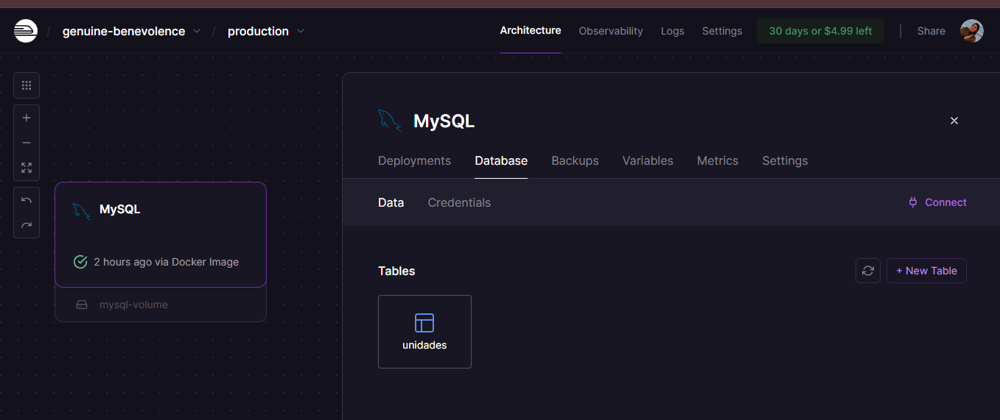 / genuine-benevolence / production
Architecture Observability Logs Settings 30 days or $4.99 left | Share
MySQL
Deployments Database Backups Variables Metrics Settings
Data Credentials Connect
MySQL
2 hours ago via Docker Image
mysql-volume
Tables
+ New Table
unidades